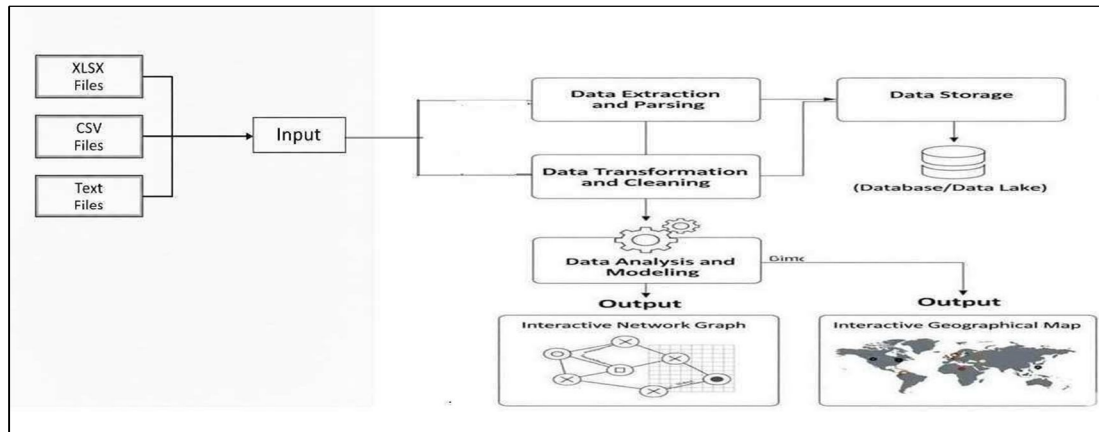 XLSX
Files
CSV
Files
Text
Files
Input
Data Extraction
and Parsing
Data Storage
Data Transformation
and Cleaning
(Database/Data Lake)
Data Analysis and
Modeling
Output
Output
Interactive Network Graph
Interactive Geographical Map